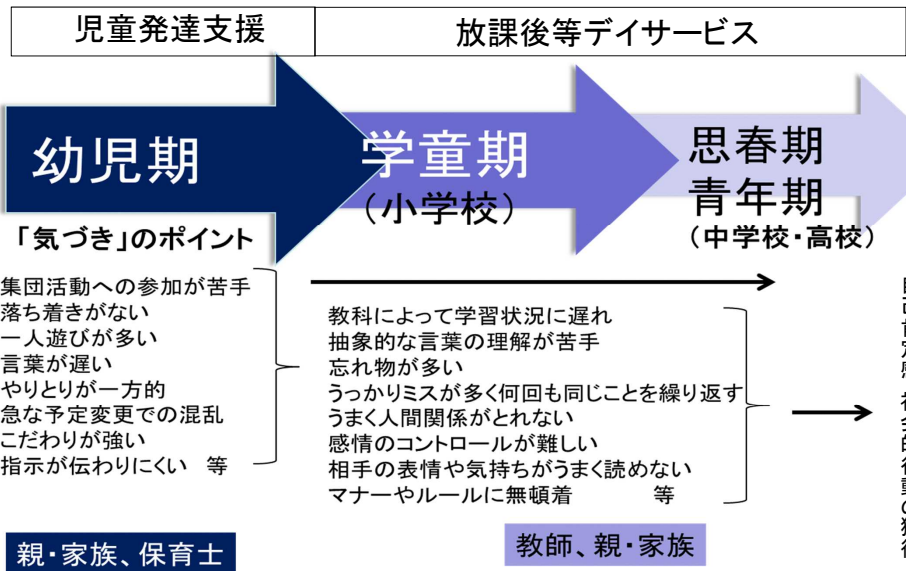 児童発達支援
放課後等デイサービス
幼児期
学童期
(小学校)
思春期
青年期
(中学校・高校)
「気づき」のポイント
集団活動への参加が苦手
落ち着きがない
一人遊びが多い
言葉が遅い
やりとりが一方的
急な予定変更での混乱
こだわりが強い
指示が伝わりにくい 等
教科によって学習状況に遅れ
抽象的な言葉の理解が苦手
忘れ物が多い
うっかりミスが多く何回も同じことを繰り返す
うまく人間関係がとれない
感情のコントロールが難しい
相手の表情や気持ちがうまく読めない
マナーやルールに無頓着 等
親・家族、保育士
教師、親・家族